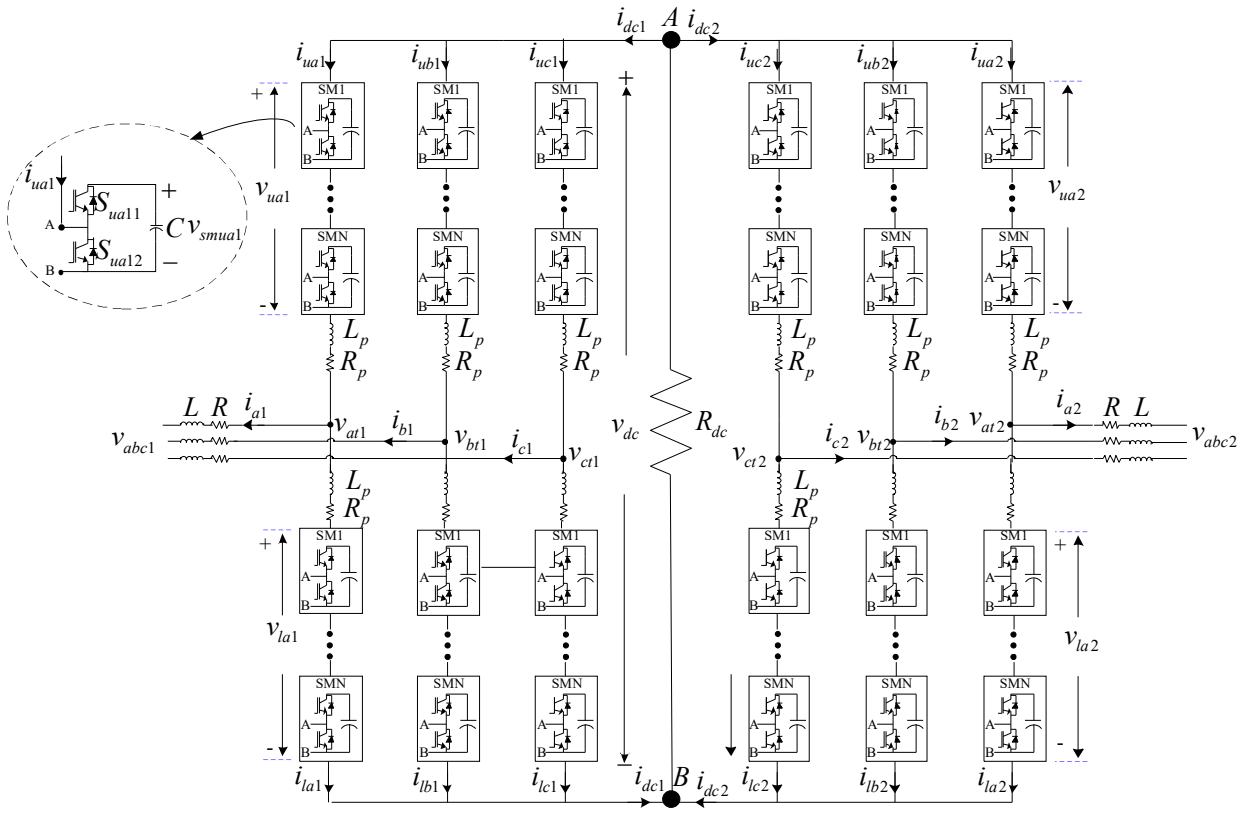 i_dc1 A i_dc2
i_ua1 i_ub1 i_uc1 i_uc2 i_ub2 i_ua2
SM1 SM1 SM1 SM1 SM1 SM1
A A A A A A
B B B B B B
+ +
v_ua1 v_ua2
i_ua1
S_ua11 +
A C v_smua1
S_ua12
B −
SMN SMN SMN SMN SMN SMN
A A A A A A
B B B B B B
- -
L_p L_p L_p L_p L_p L_p
R_p R_p R_p R_p R_p R_p
L R i_a1 v_at1 v_dc R_dc v_at2 i_a2 R L
v_abc1 i_b1 v_bt1 i_b2 v_bt2 v_abc2
i_c1 v_ct1 v_ct2 i_c2
L_p L_p
R_p R_p
SM1 SM1 SM1 SM1 SM1 SM1
+ +
A A A A A A
B B B B B B
v_la1 v_la2
SMN SMN SMN SMN SMN SMN
A A A A A A
B B B B B B
- − -
i_la1 i_lb1 i_lc1 i_dc1 B i_dc2 i_lc2 i_lb2 i_la2